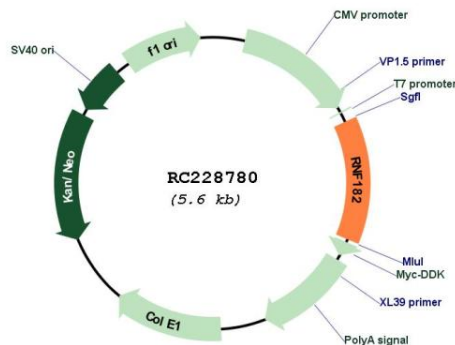 CMV promoter
VP1.5 primer
T7 promoter
SgfI
RNF182
MluI
Myc-DDK
XL39 primer
PolyA signal
Col E1
Kan/Neo
SV40 ori
f1 ori
RC228780
(5.6 kb)